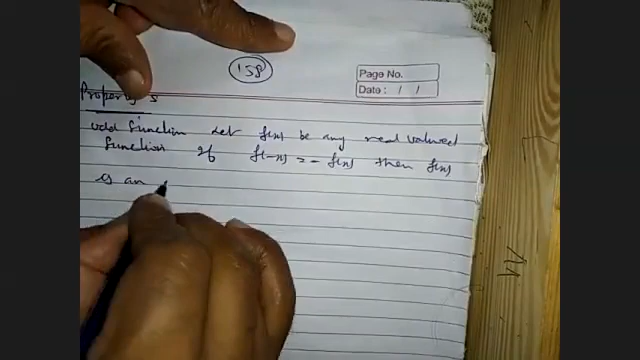 158
Page No.
Date : / /
Property 5
odd function Let f(x) be any real valued
function If f(-x) = - f(x) then f(x)
is an